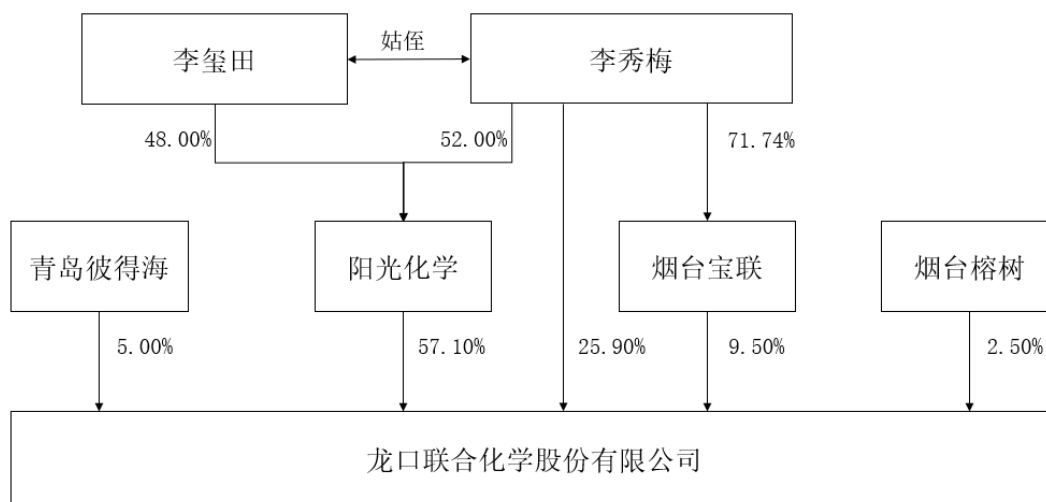 李玺田
姑侄
李秀梅
48.00%
52.00%
71.74%
青岛彼得海
阳光化学
烟台宝联
烟台榕树
5.00%
57.10%
25.90%
9.50%
2.50%
龙口联合化学股份有限公司